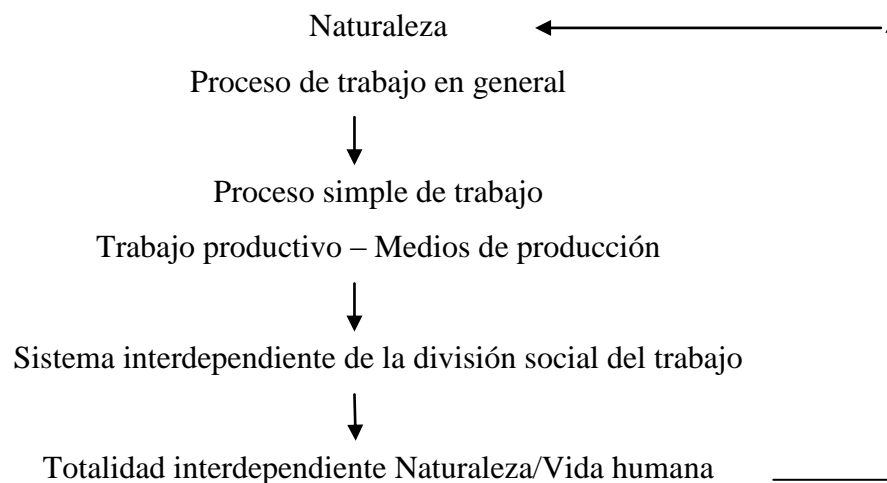 Naturaleza
Proceso de trabajo en general
Proceso simple de trabajo
Trabajo productivo – Medios de producción
Sistema interdependiente de la división social del trabajo
Totalidad interdependiente Naturaleza/Vida humana